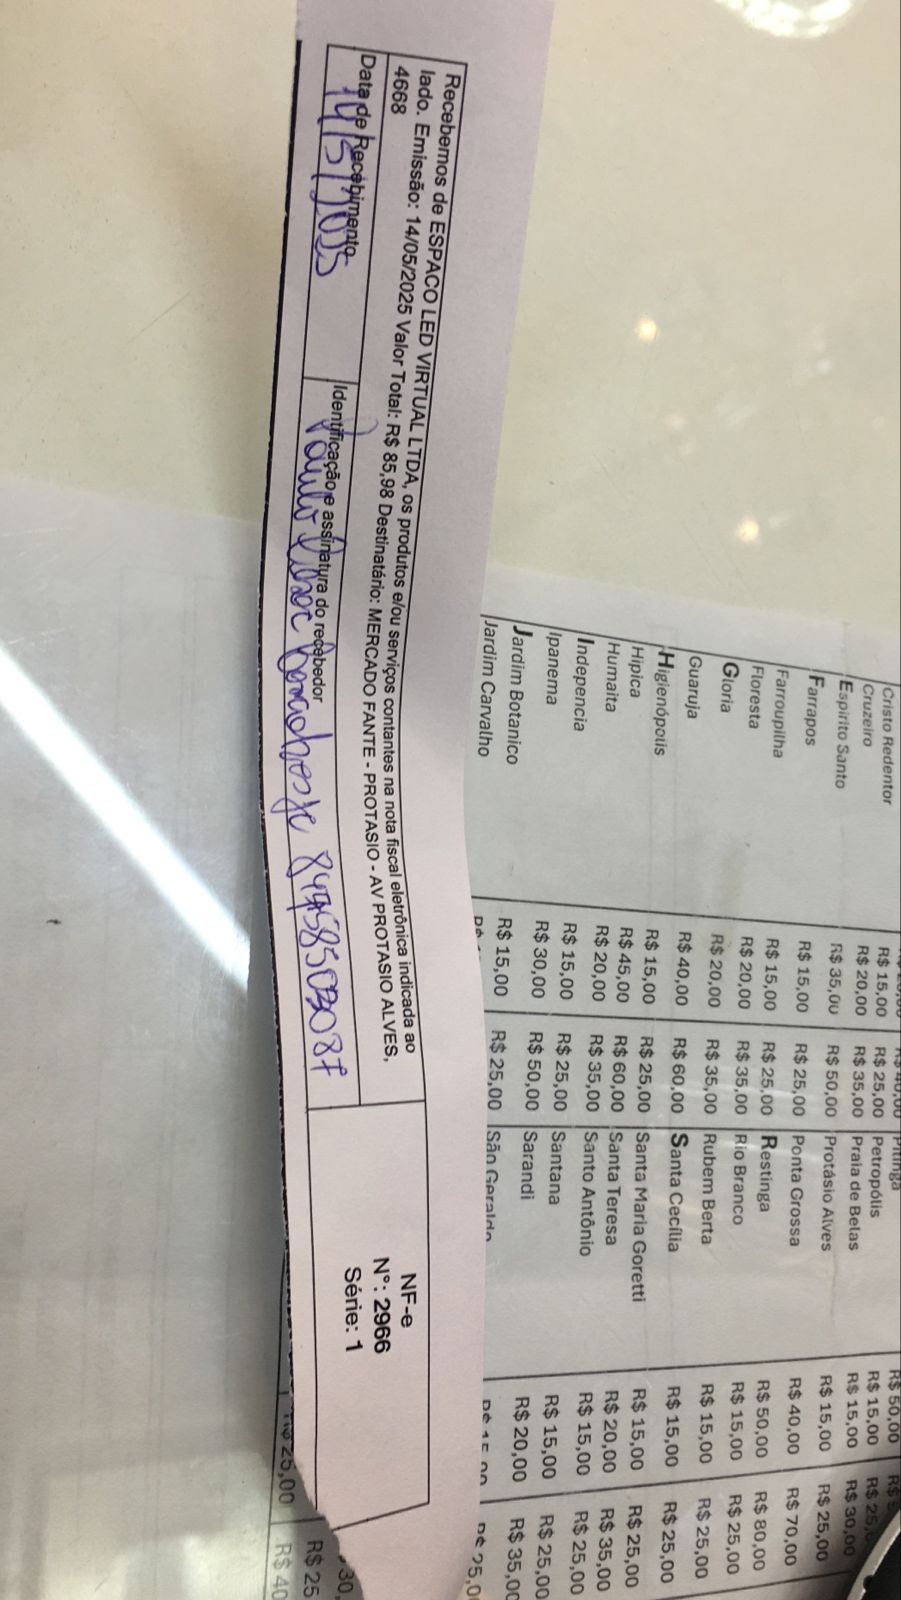 Recebemos de ESPACO LED VIRTUAL LTDA, os produtos e/ou serviços contantes na nota fiscal eletrônica indicada ao
lado. Emissão: 14/05/2025 Valor Total: R$ 85,98 Destinatário: MERCADO FANTE - PROTASIO - AV PROTASIO ALVES,
4668
Data de Recebimento
14/5/2025
Identificação e assinatura do recebedor
Paulo 84958503087
NF-e
Nº: 2966
Série: 1
Cristo Redentor R$ 15,00 R$ 25,00 Petrópolis R$ 15,00
Cruzeiro R$ 20,00 R$ 35,00 Praia de Belas R$ 15,00 R$ 30,00
Espirito Santo R$ 35,00 R$ 50,00 Protásio Alves R$ 15,00 R$ 25,00
Farrapos R$ 15,00 R$ 25,00 Ponta Grossa R$ 40,00 R$ 70,00
Farroupilha R$ 15,00 R$ 25,00 Restinga R$ 50,00 R$ 80,00
Floresta R$ 20,00 R$ 35,00 Rio Branco R$ 15,00 R$ 25,00
Gloria R$ 20,00 R$ 35,00 Rubem Berta R$ 15,00 R$ 25,00
Guaruja R$ 40,00 R$ 60,00 Santa Cecília R$ 15,00 R$ 25,00
Higienópolis R$ 15,00 R$ 25,00 Santa Maria Goretti R$ 15,00 R$ 25,00
Hipica R$ 45,00 R$ 60,00 Santa Teresa R$ 20,00 R$ 35,00
Humaita R$ 20,00 R$ 35,00 Santo Antônio R$ 15,00 R$ 25,00
Indepencia R$ 15,00 R$ 25,00 Santana R$ 15,00 R$ 25,00
Ipanema R$ 30,00 R$ 50,00 Sarandi R$ 20,00 R$ 35,00
Jardim Botanico R$ 15,00 R$ 25,00 São Geraldo
Jardim Carvalho